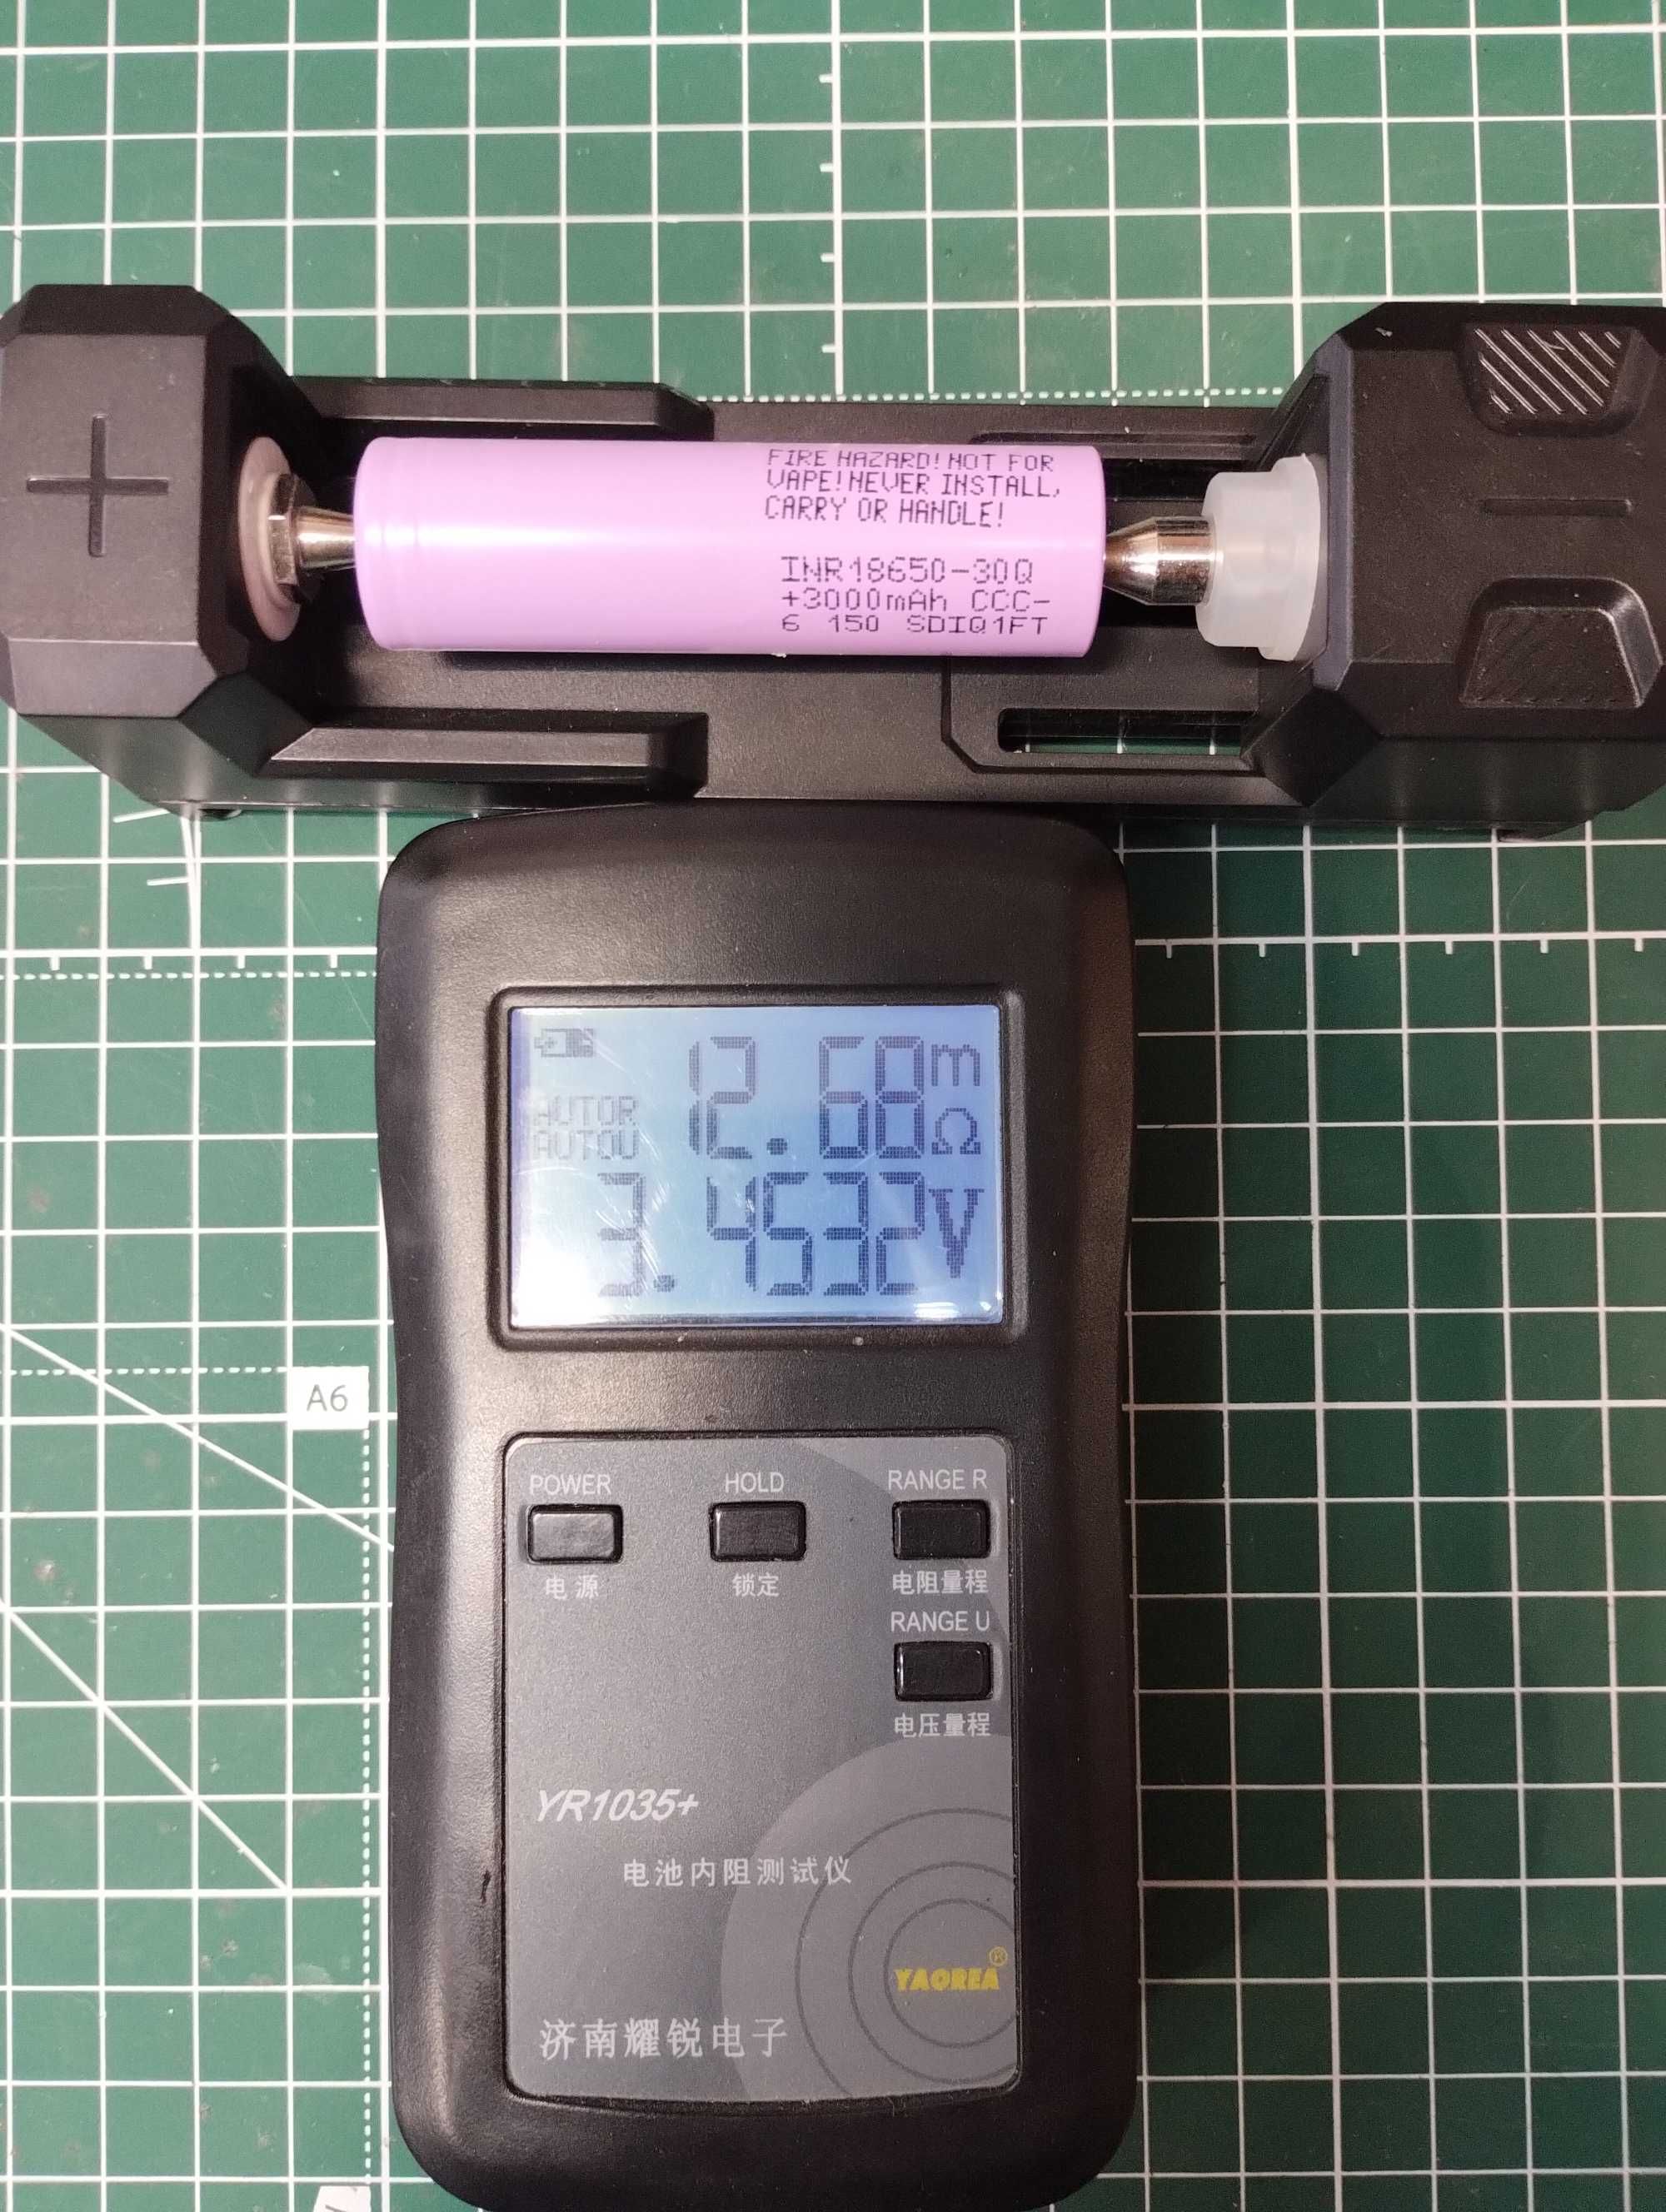 FIRE HAZARD! NOT FOR
VAPE! NEVER INSTALL,
CARRY OR HANDLE!
INR18650-30Q
+3000mAh CCC-
6 150 SDIQ1FT
12.68mΩ
AUTOR
AUTOU
3.4532V
A6
POWER
HOLD
RANGE R
电源
锁定
电阻量程
RANGE U
电压量程
YR1035+
电池内阻测试仪
YAOREA®
济南耀锐电子